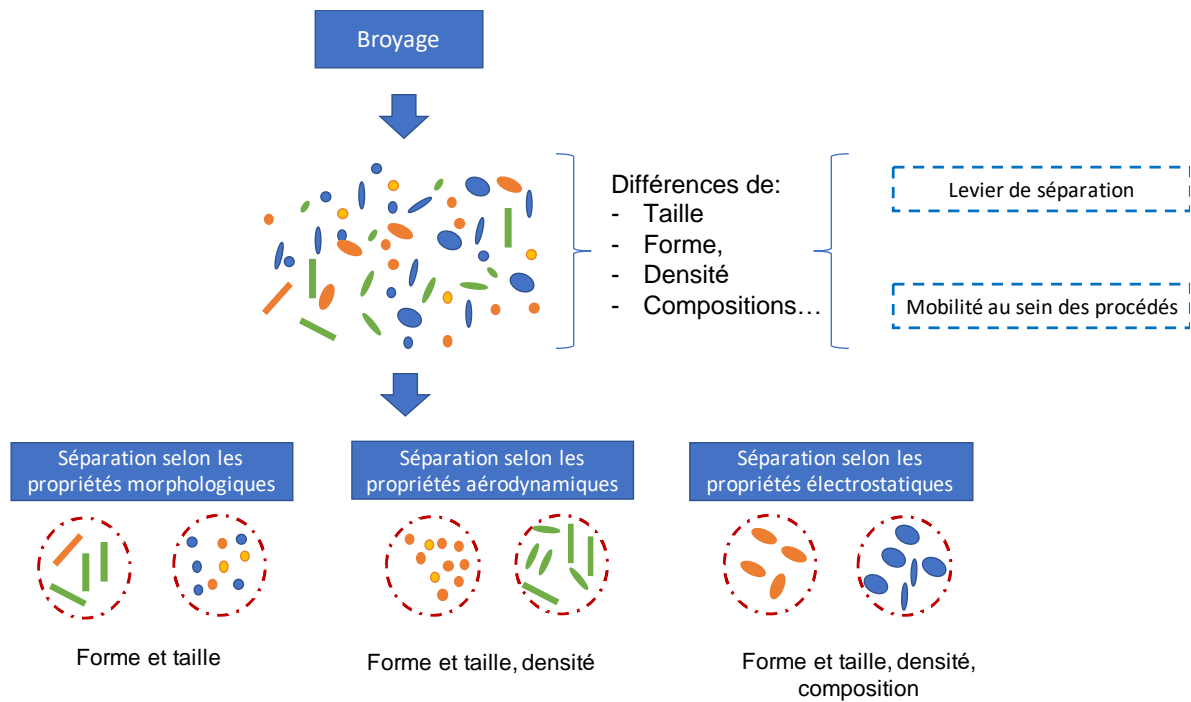 Broyage
Différences de:
- Taille
- Forme,
- Densité
- Compositions…
Levier de séparation
Mobilité au sein des procédés
Séparation selon les
propriétés morphologiques
Séparation selon les
propriétés aérodynamiques
Séparation selon les
propriétés électrostatiques
Forme et taille
Forme et taille, densité
Forme et taille, densité,
composition